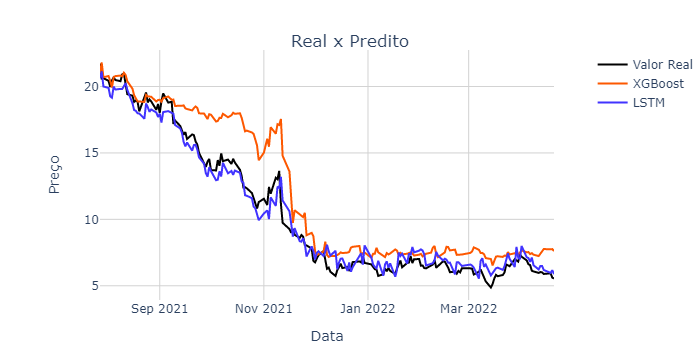 Real x Predito
Valor Real
XGBoost
LSTM
Preço
20
15
10
5
Sep 2021
Nov 2021
Jan 2022
Mar 2022
Data